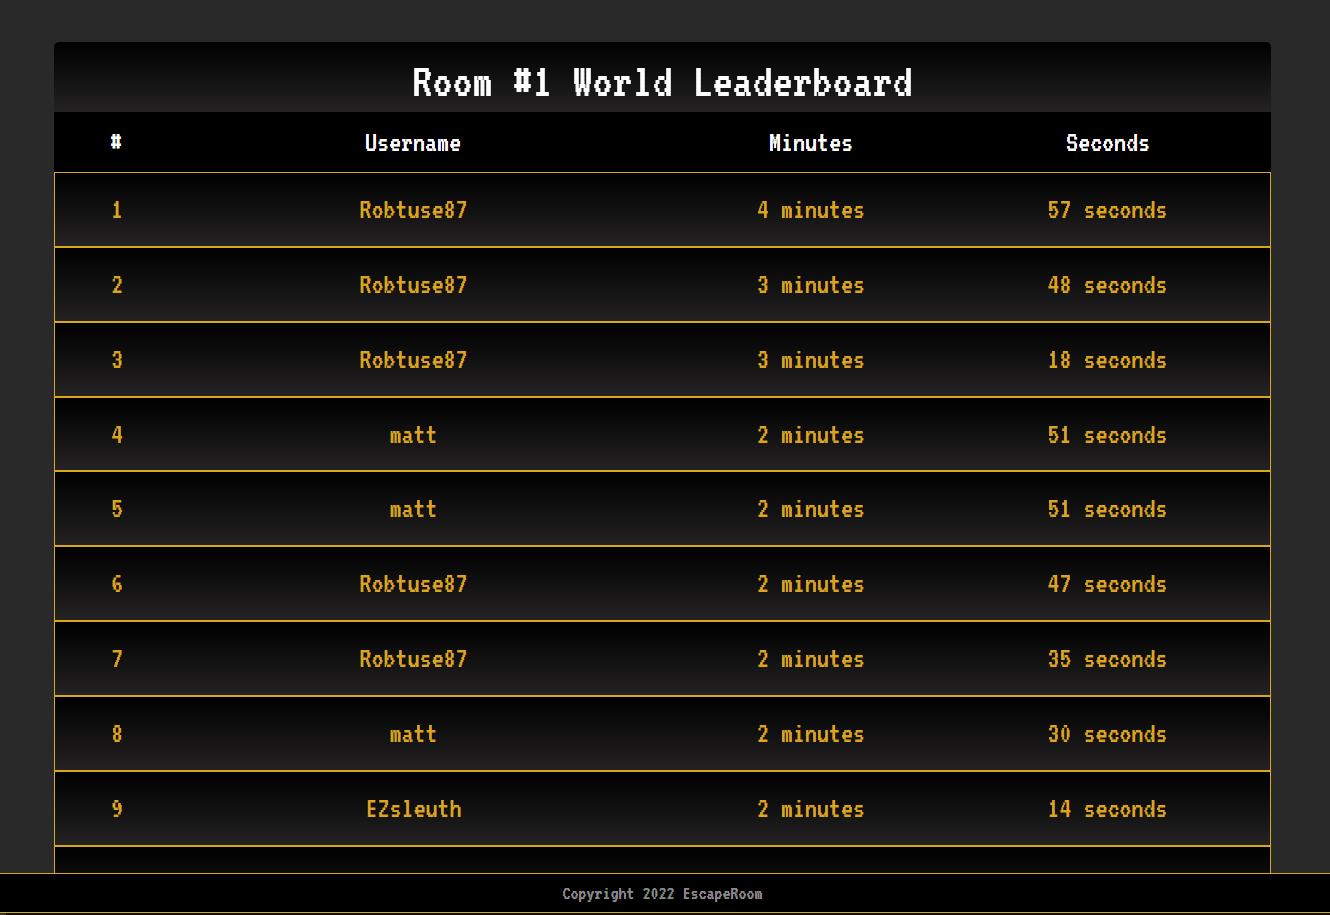 Room #1 World Leaderboard
# Username Minutes Seconds
1 Robtuse87 4 minutes 57 seconds
2 Robtuse87 3 minutes 48 seconds
3 Robtuse87 3 minutes 18 seconds
4 matt 2 minutes 51 seconds
5 matt 2 minutes 51 seconds
6 Robtuse87 2 minutes 47 seconds
7 Robtuse87 2 minutes 35 seconds
8 matt 2 minutes 30 seconds
9 EZsleuth 2 minutes 14 seconds
Copyright 2022 EscapeRoom